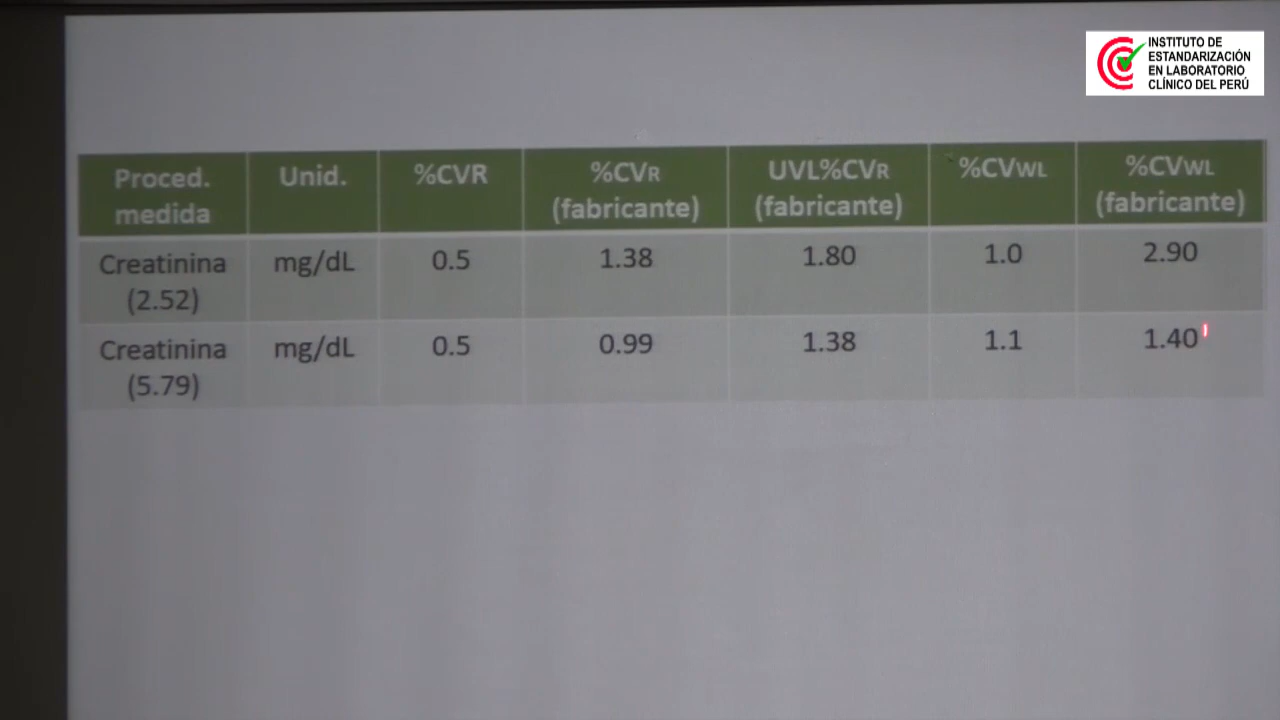 INSTITUTO DE
ESTANDARIZACIÓN
EN LABORATORIO
CLÍNICO DEL PERÚ
Proced. medida Unid. %CVR %CVR (fabricante) UVL%CVR (fabricante) %CVWL %CVWL (fabricante)
Creatinina (2.52) mg/dL 0.5 1.38 1.80 1.0 2.90
Creatinina (5.79) mg/dL 0.5 0.99 1.38 1.1 1.40